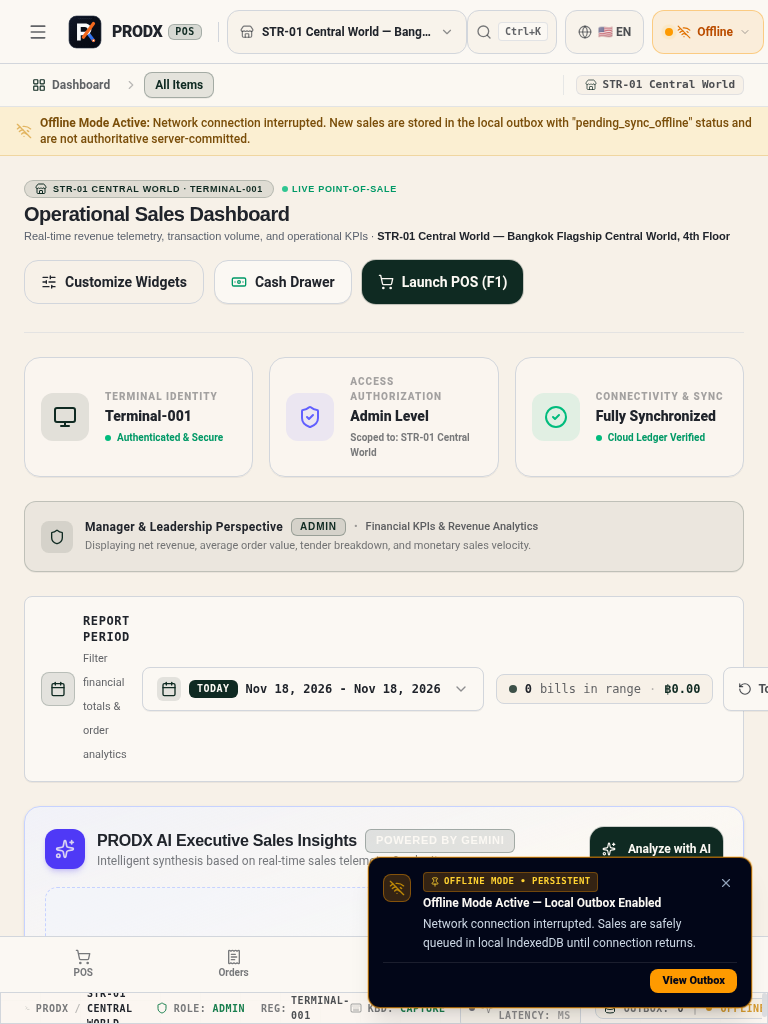 PRODX POS
STR-01 Central World — Bang...
Ctrl+K
🇺🇸 EN
Offline
Dashboard
All Items
STR-01 Central World
Offline Mode Active: Network connection interrupted. New sales are stored in the local outbox with "pending_sync_offline" status and
are not authoritative server-committed.
STR-01 CENTRAL WORLD · TERMINAL-001
LIVE POINT-OF-SALE
Operational Sales Dashboard
Real-time revenue telemetry, transaction volume, and operational KPIs · STR-01 Central World — Bangkok Flagship Central World, 4th Floor
Customize Widgets
Cash Drawer
Launch POS (F1)
TERMINAL IDENTITY
Terminal-001
Authenticated & Secure
ACCESS
AUTHORIZATION
Admin Level
Scoped to: STR-01 Central
World
CONNECTIVITY & SYNC
Fully Synchronized
Cloud Ledger Verified
Manager & Leadership Perspective ADMIN · Financial KPIs & Revenue Analytics
Displaying net revenue, average order value, tender breakdown, and monetary sales velocity.
REPORT
PERIOD
Filter
financial
totals &
order
analytics
TODAY Nov 18, 2026 - Nov 18, 2026
0 bills in range · ฿0.00
PRODX AI Executive Sales Insights POWERED BY GEMINI
Intelligent synthesis based on real-time sales
Analyze with AI
OFFLINE MODE • PERSISTENT
Offline Mode Active — Local Outbox Enabled
Network connection interrupted. Sales are safely
queued in local IndexedDB until connection returns.
View Outbox
POS
Orders
PRODX /
STR-01
CENTRAL
WORLD
ROLE: ADMIN
REG: TERMINAL-
001
KBD: CAPTURE
LATENCY: MS
OUTBOX: 0